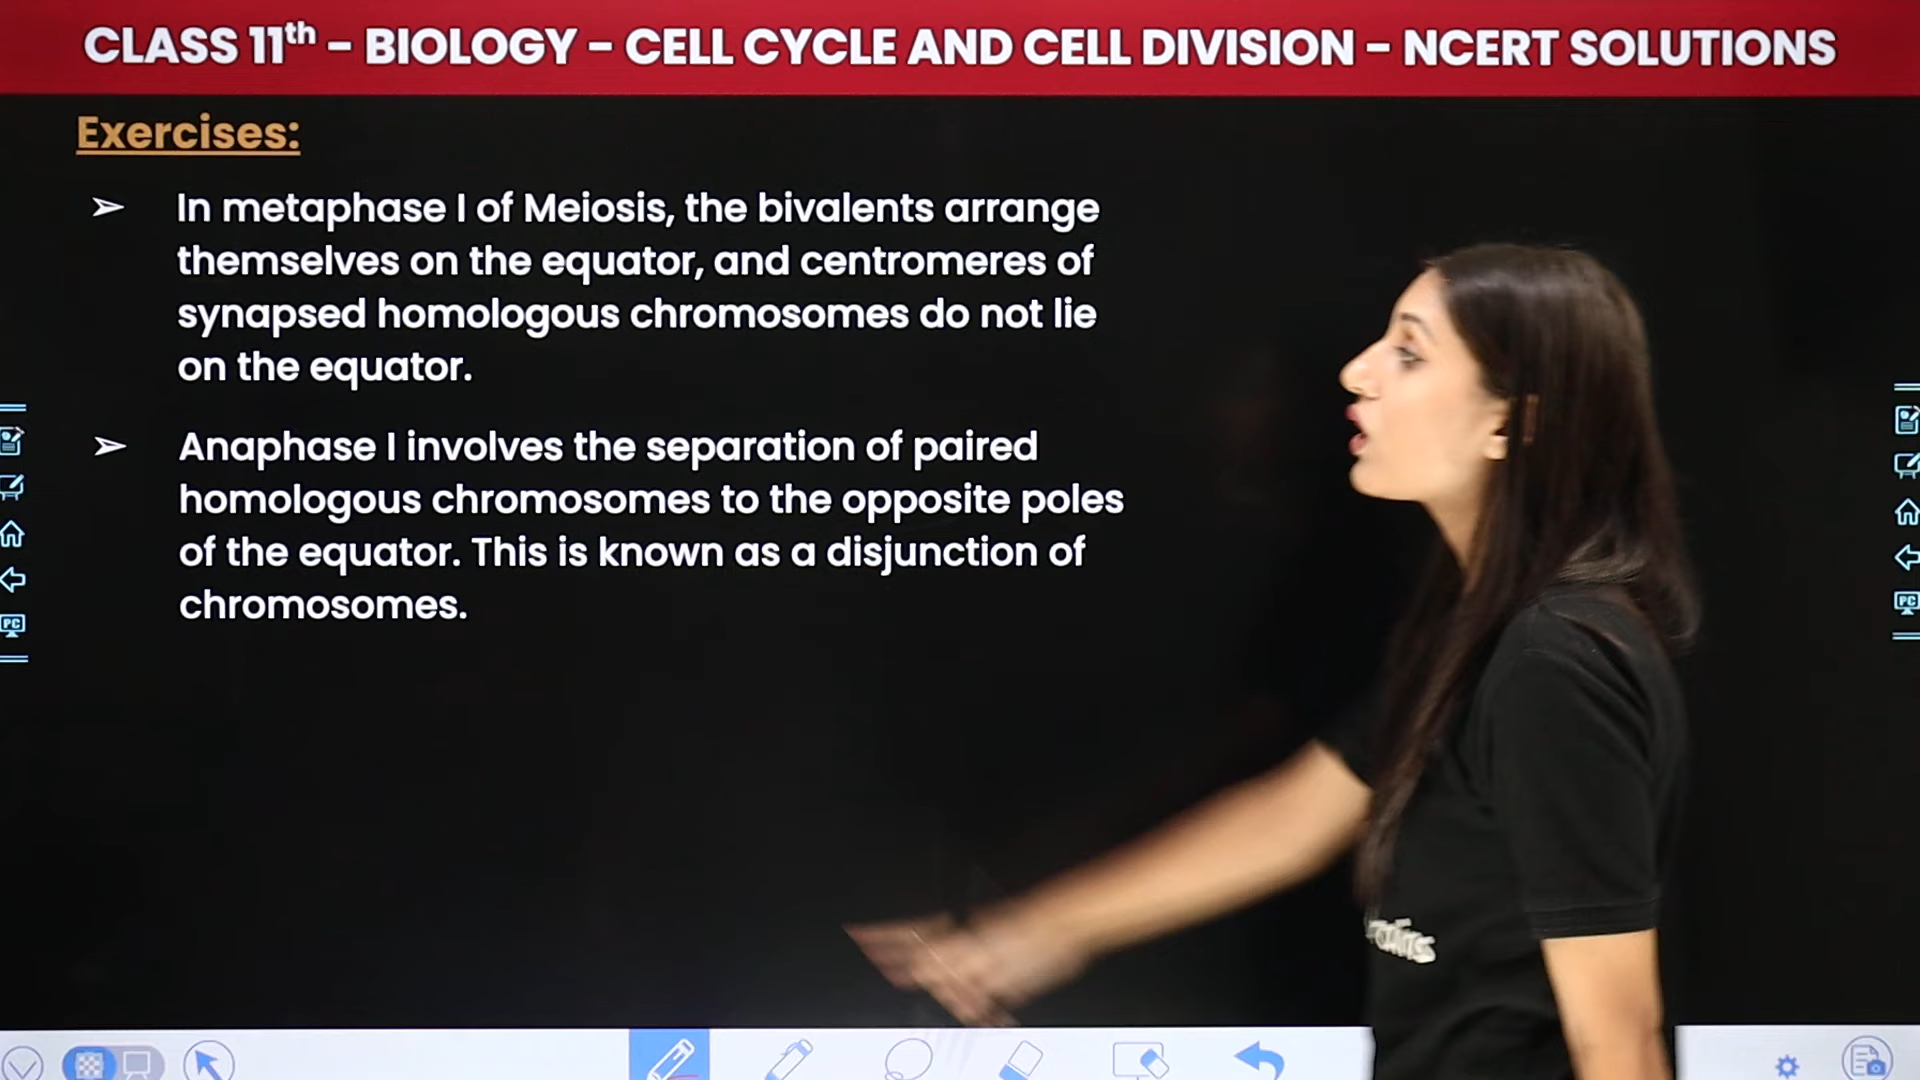 CLASS 11th – BIOLOGY – CELL CYCLE AND CELL DIVISION – NCERT SOLUTIONS
Exercises:
➢ In metaphase I of Meiosis, the bivalents arrange
themselves on the equator, and centromeres of
synapsed homologous chromosomes do not lie
on the equator.
➢ Anaphase I involves the separation of paired
homologous chromosomes to the opposite poles
of the equator. This is known as a disjunction of
chromosomes.
PC
PC